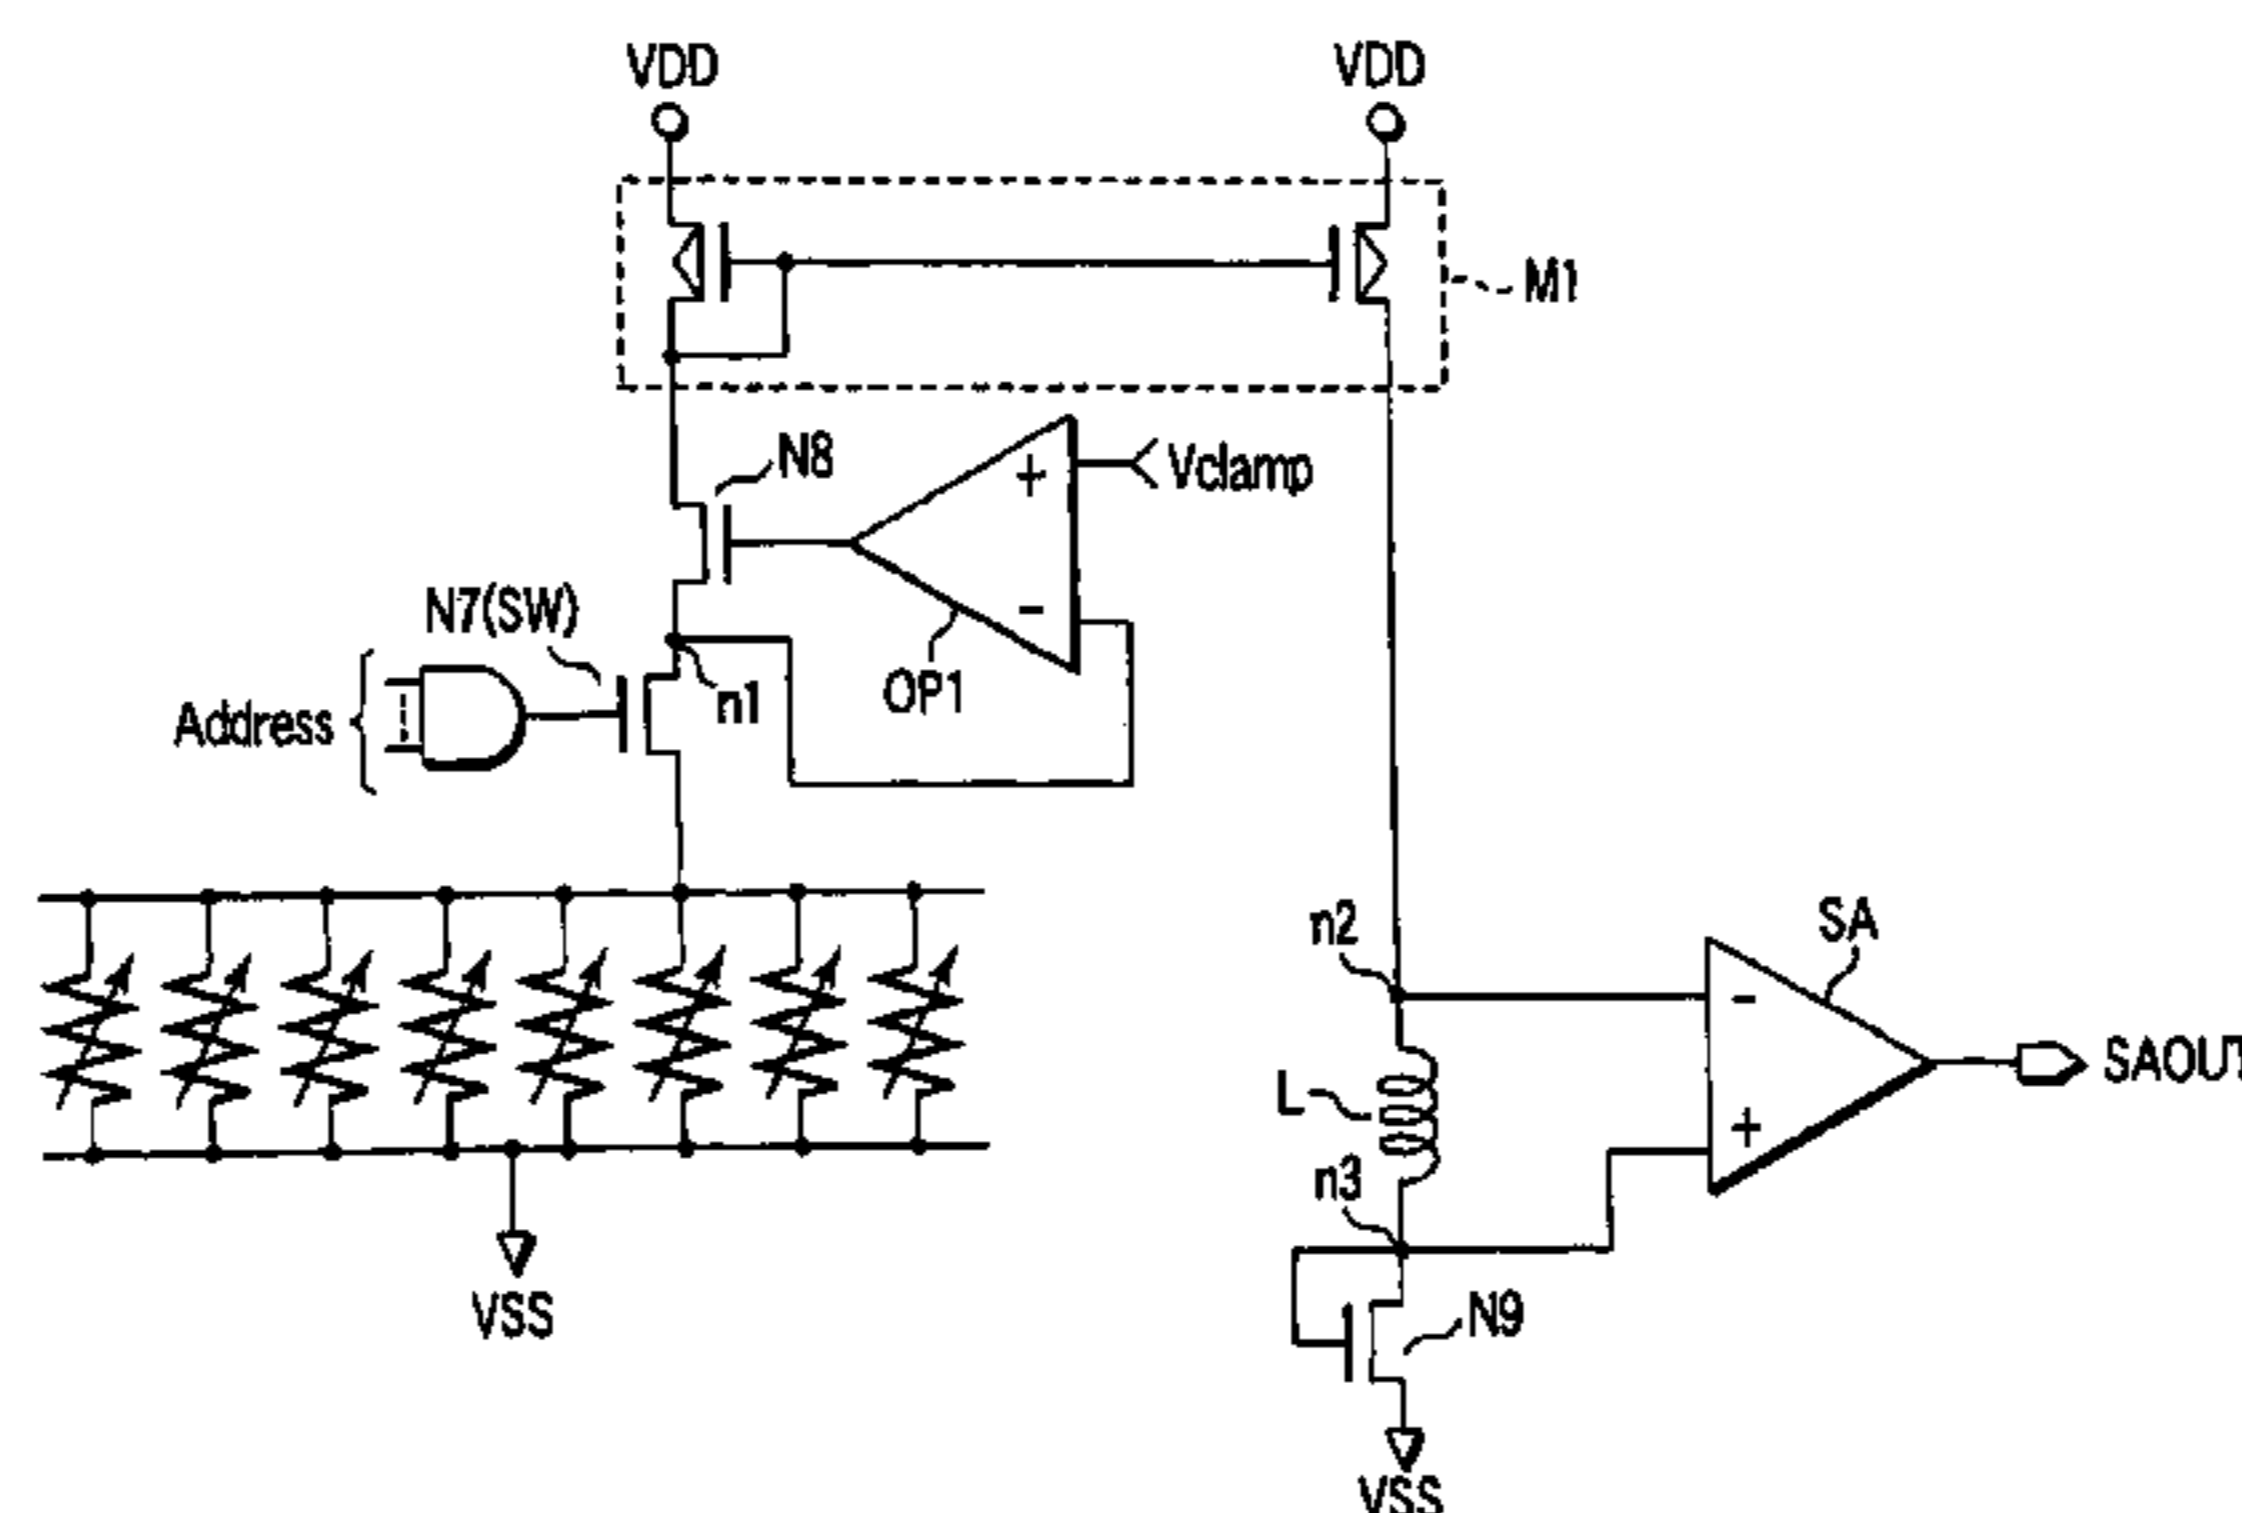 VDD
VDD
M1
N8
+
Vclamp
N7(SW)
-
OP1
n1
Address
n2
SA
-
L
SAOUT
+
n3
N9
VSS
VSS